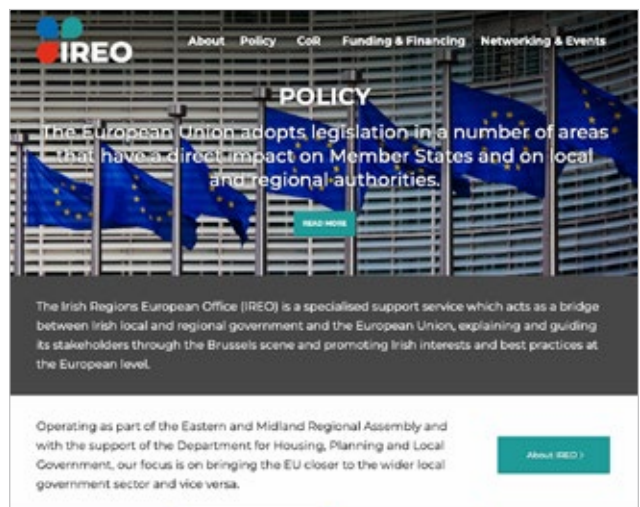 IREO
About Policy CoR Funding & Financing Networking & Events
POLICY
The European Union adopts legislation in a number of areas
that have a direct impact on Member States and on local
and regional authorities.
READ MORE
The Irish Regions European Office (IREO) is a specialised support service which acts as a bridge
between Irish local and regional government and the European Union, explaining and guiding
its stakeholders through the Brussels scene and promoting Irish interests and best practices at
the European level.
Operating as part of the Eastern and Midland Regional Assembly and
with the support of the Department for Housing, Planning and Local
Government, our focus is on bringing the EU closer to the wider local
government sector and vice versa.
About IREO >